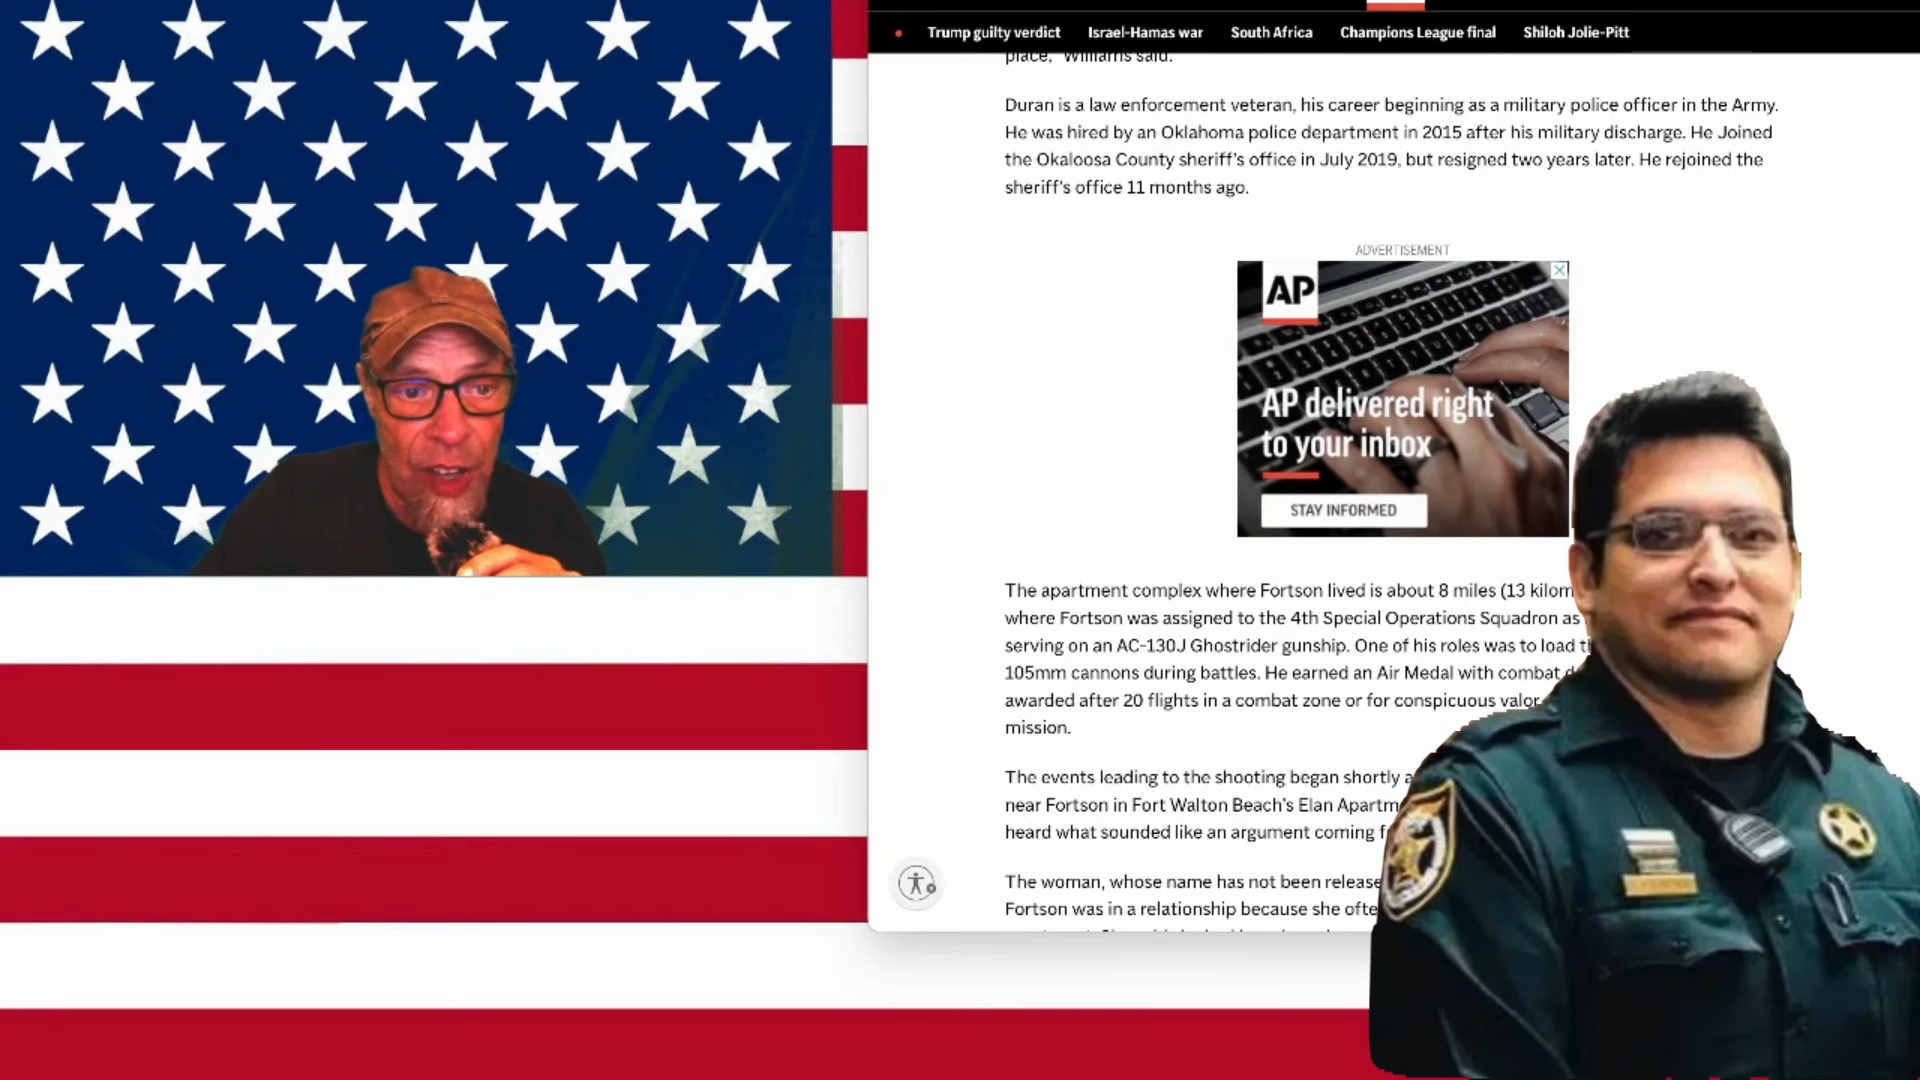 Trump guilty verdict Israel-Hamas war South Africa Champions League final Shiloh Jolie-Pitt
place," Williams said.
Duran is a law enforcement veteran, his career beginning as a military police officer in the Army.
He was hired by an Oklahoma police department in 2015 after his military discharge. He Joined
the Okaloosa County sheriff's office in July 2019, but resigned two years later. He rejoined the
sheriff's office 11 months ago.
ADVERTISEMENT
AP
AP delivered right
to your inbox
STAY INFORMED
The apartment complex where Fortson lived is about 8 miles (13 kilom
where Fortson was assigned to the 4th Special Operations Squadron as
serving on an AC-130J Ghostrider gunship. One of his roles was to load
105mm cannons during battles. He earned an Air Medal with combat
awarded after 20 flights in a combat zone or for conspicuous valor
mission.
The events leading to the shooting began shortly
near Fortson in Fort Walton Beach's Elan Apartm
heard what sounded like an argument coming
The woman, whose name has not been release
Fortson was in a relationship because she ofte